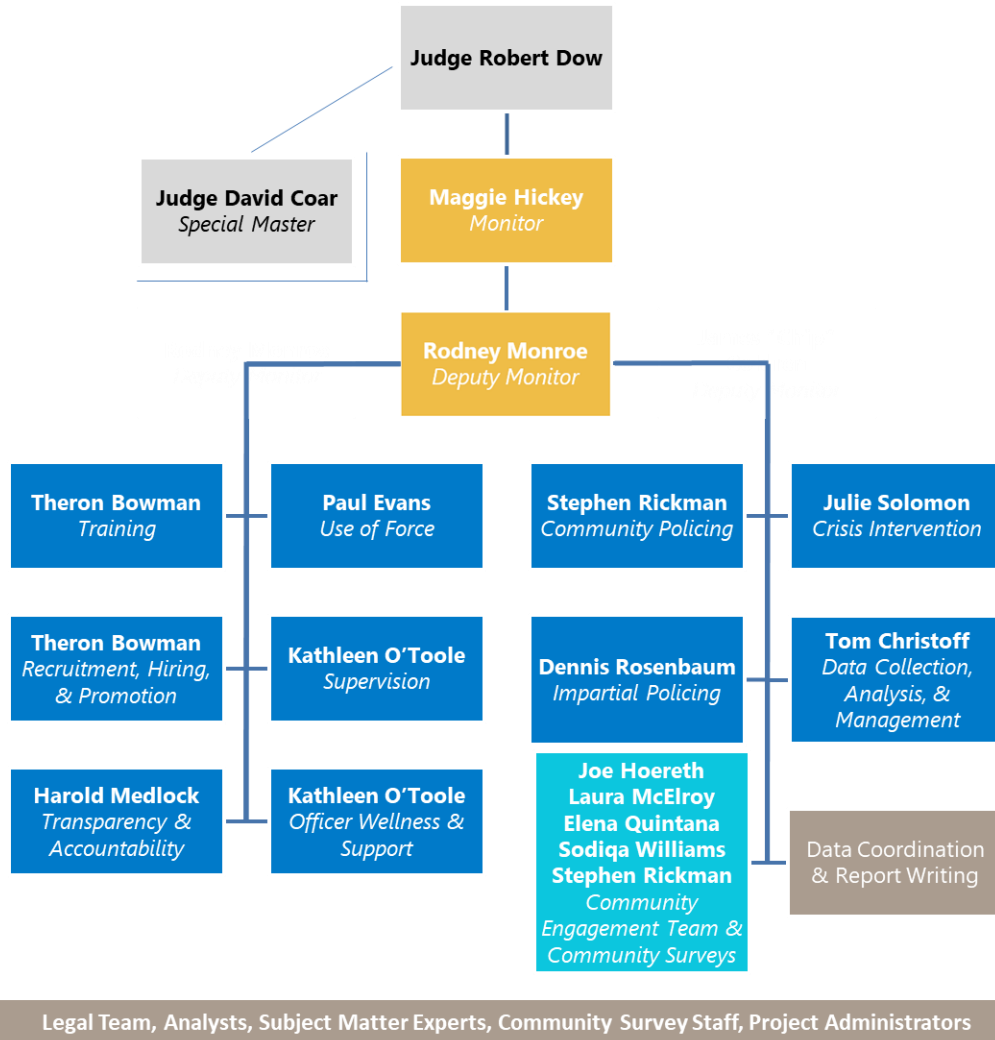 Judge Robert Dow
Judge David Coar
Special Master
Maggie Hickey
Monitor
Rodney Monroe
Deputy Monitor
Theron Bowman
Training
Paul Evans
Use of Force
Stephen Rickman
Community Policing
Julie Solomon
Crisis Intervention
Theron Bowman
Recruitment, Hiring,
& Promotion
Kathleen O’Toole
Supervision
Dennis Rosenbaum
Impartial Policing
Tom Christoff
Data Collection,
Analysis, &
Management
Harold Medlock
Transparency &
Accountability
Kathleen O’Toole
Officer Wellness &
Support
Joe Hoereth
Laura McElroy
Elena Quintana
Sodiqa Williams
Stephen Rickman
Community
Engagement Team &
Community Surveys
Data Coordination
& Report Writing
Legal Team, Analysts, Subject Matter Experts, Community Survey Staff, Project Administrators